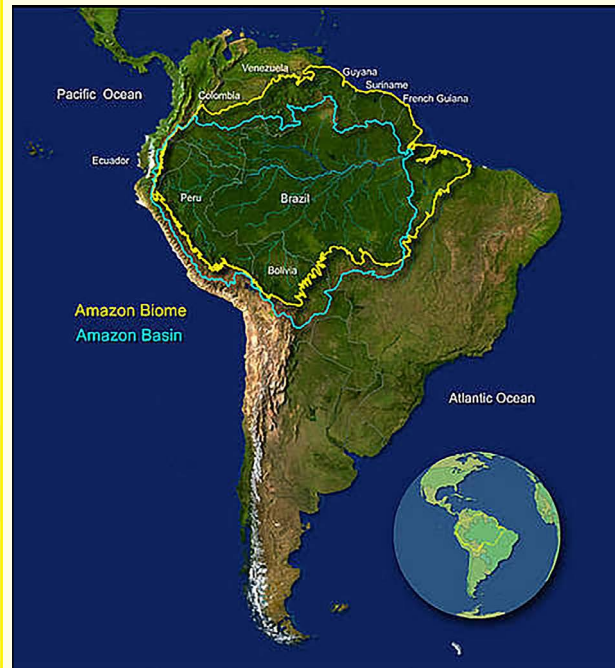 Venezuela
Guyana
Suriname
French Guiana
Pacific Ocean
Colombia
Ecuador
Peru
Brazil
Bolivia
Amazon Biome
Amazon Basin
Atlantic Ocean